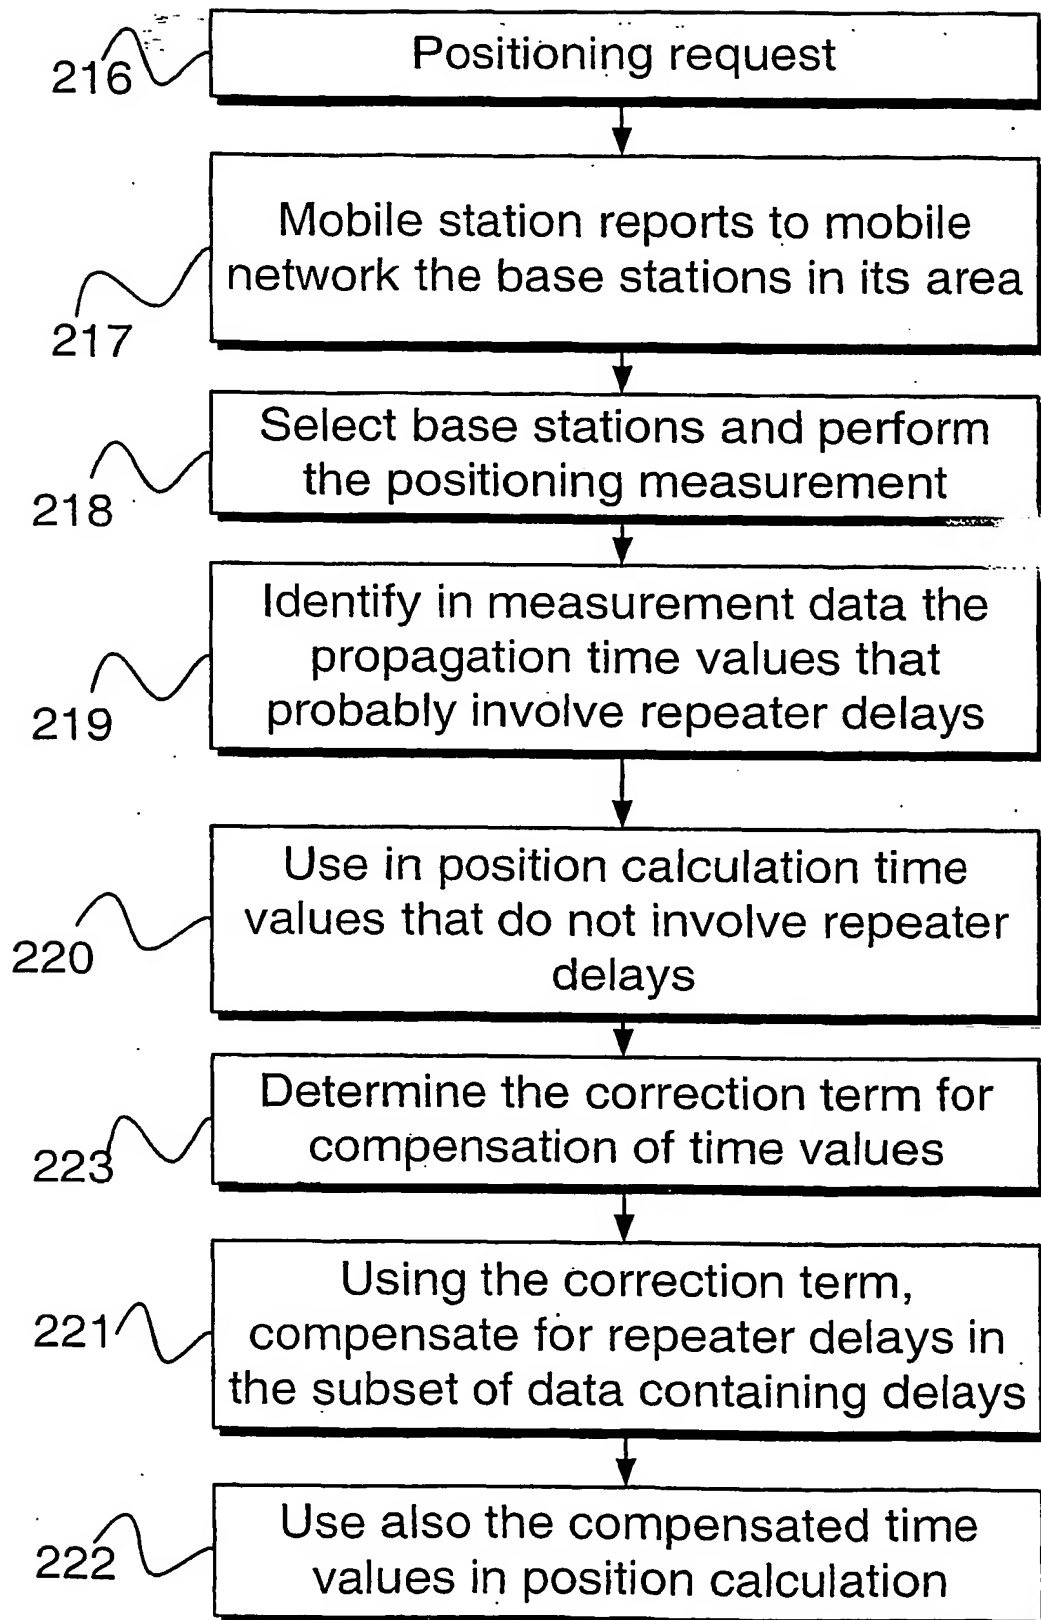 Positioning request
216
Mobile station reports to mobile
network the base stations in its area
217
Select base stations and perform
the positioning measurement
218
Identify in measurement data the
propagation time values that
probably involve repeater delays
219
Use in position calculation time
values that do not involve repeater
delays
220
Determine the correction term for
compensation of time values
223
Using the correction term,
compensate for repeater delays in
the subset of data containing delays
221
Use also the compensated time
values in position calculation
222